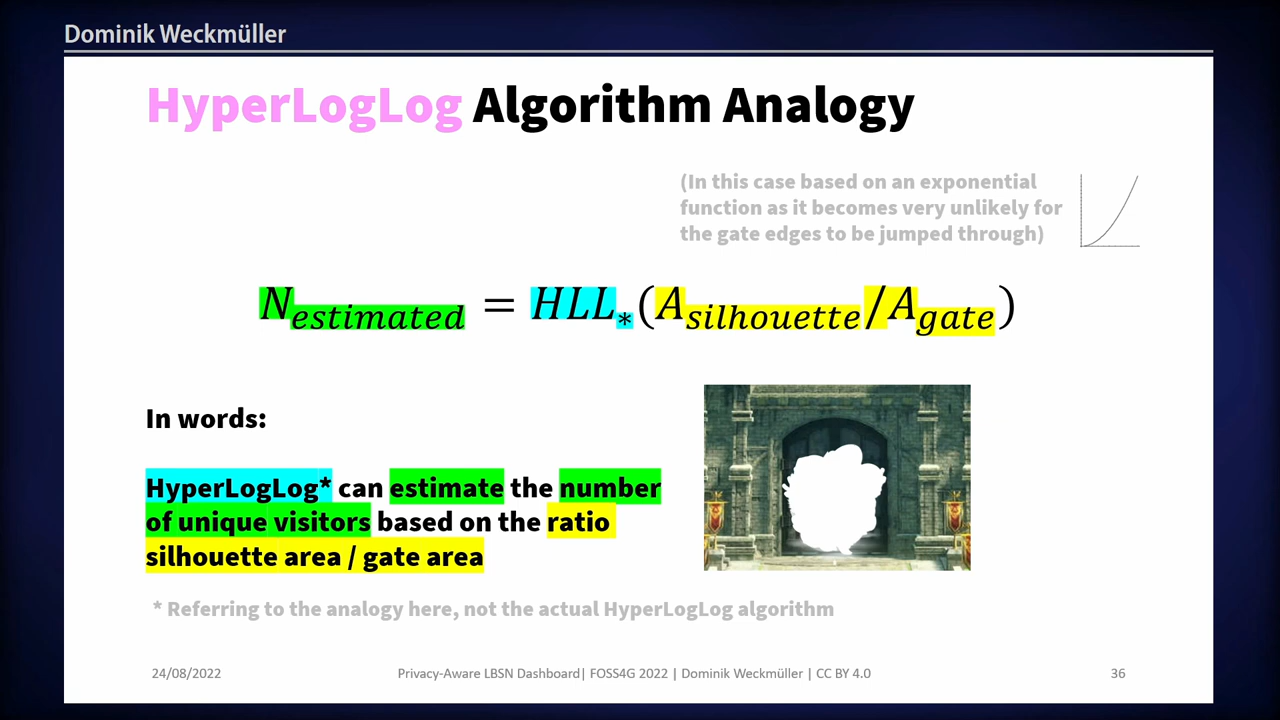 Dominik Weckmüller
HyperLogLog Algorithm Analogy
(In this case based on an exponential
function as it becomes very unlikely for
the gate edges to be jumped through)
N_estimated = HLL_*(A_silhouette/A_gate)
In words:
HyperLogLog* can estimate the number
of unique visitors based on the ratio
silhouette area / gate area
* Referring to the analogy here, not the actual HyperLogLog algorithm
24/08/2022 Privacy-Aware LBSN Dashboard| FOSS4G 2022 | Dominik Weckmüller | CC BY 4.0 36